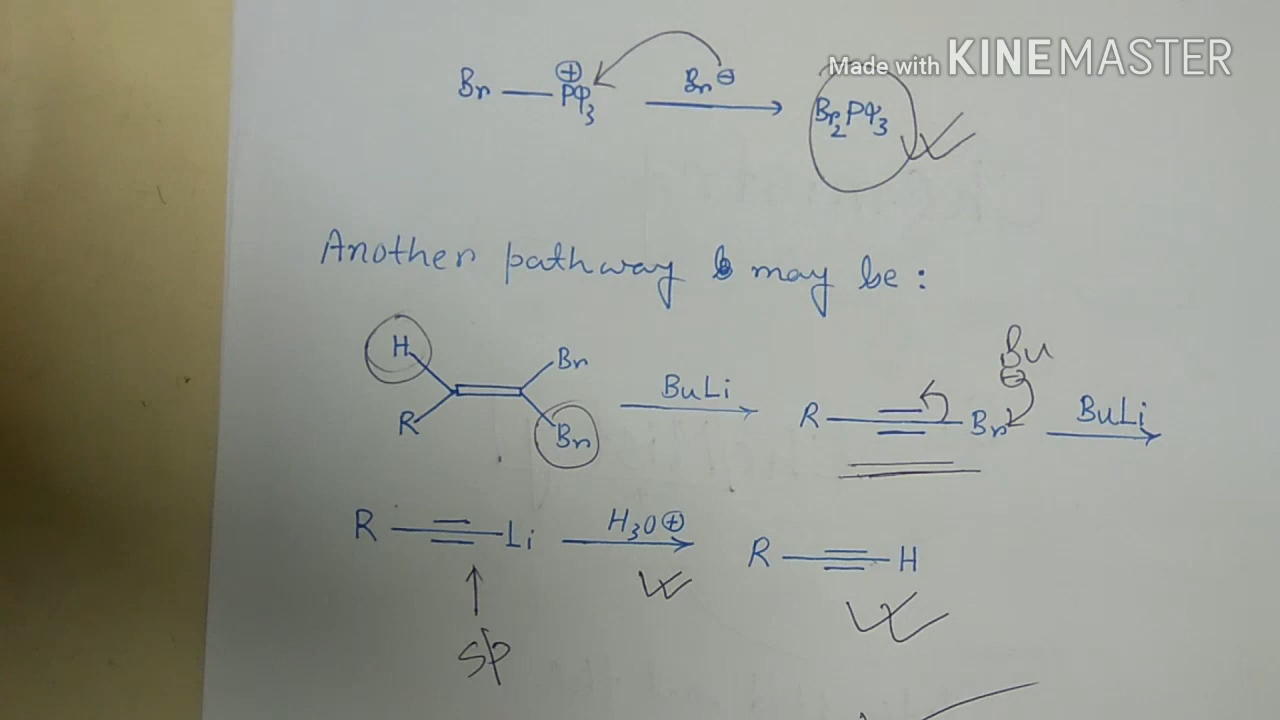 Made with KINEMASTER
Br — P⊕φ3 Br⊖ → Br2Pφ3
Another pathway may be :
H R Br Br BuLi → R ≡ Br Bu ⊖ BuLi →
R ≡ Li H3O⊕ → R ≡ H
sp